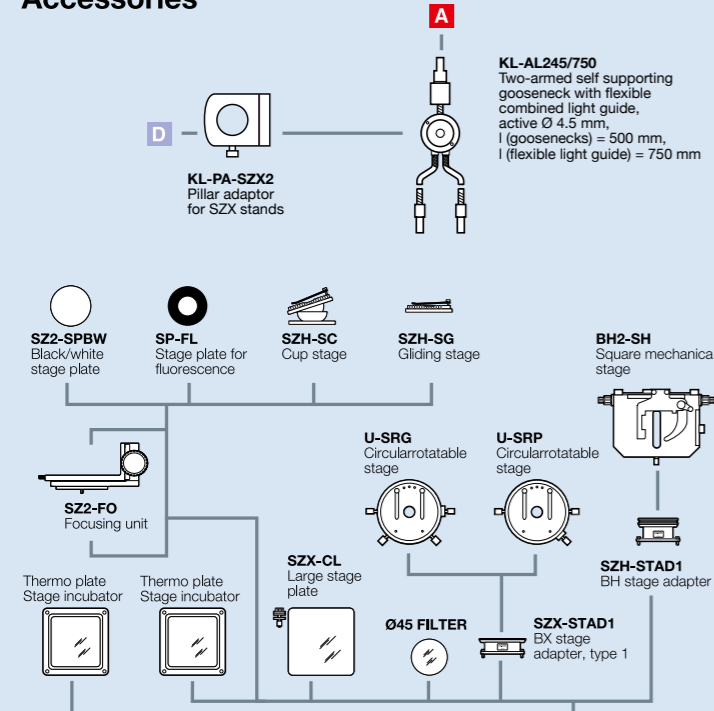 Accessories
A
KL-AL245/750
Two-armed self supporting
gooseneck with flexible
combined light guide,
active Ø 4.5 mm,
l (goosenecks) = 500 mm,
l (flexible light guide) = 750 mm
D
KL-PA-SZX2
Pillar adaptor
for SZX stands
SZ2-SPBW
Black/white
stage plate
SP-FL
Stage plate for
fluorescence
SZH-SC
Cup stage
SZH-SG
Gliding stage
BH2-SH
Square mechanica
stage
U-SRG
Circularrotatable
stage
U-SRP
Circularrotatable
stage
SZ2-FO
Focusing unit
SZH-STAD1
BH stage adapter
Thermo plate
Stage incubator
Thermo plate
Stage incubator
SZX-CL
Large stage
plate
Ø45 FILTER
SZX-STAD1
BX stage
adapter, type 1